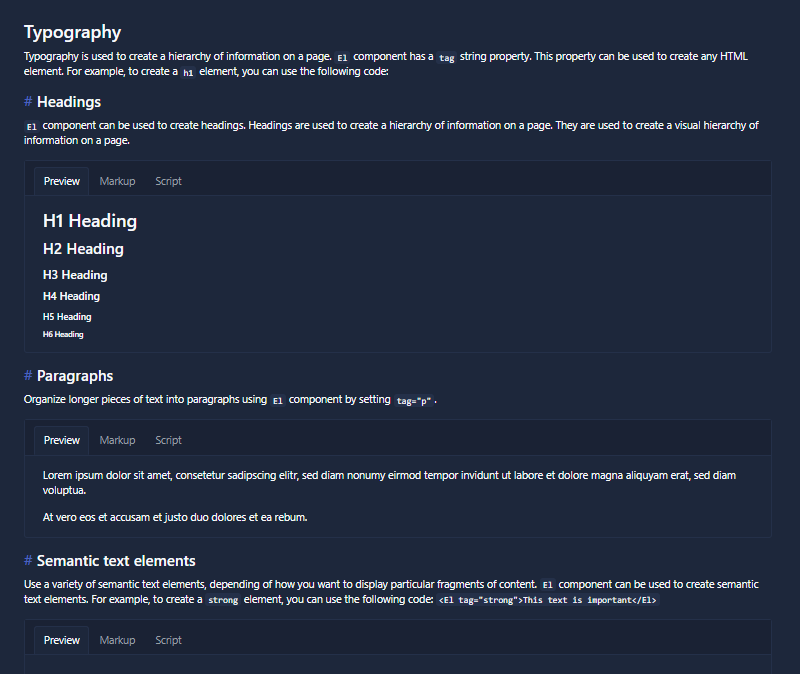 Typography
Typography is used to create a hierarchy of information on a page. El component has a tag string property. This property can be used to create any HTML
element. For example, to create a h1 element, you can use the following code:
# Headings
El component can be used to create headings. Headings are used to create a hierarchy of information on a page. They are used to create a visual hierarchy of
information on a page.
Preview Markup Script
H1 Heading
H2 Heading
H3 Heading
H4 Heading
H5 Heading
H6 Heading
# Paragraphs
Organize longer pieces of text into paragraphs using El component by setting tag="p".
Preview Markup Script
Lorem ipsum dolor sit amet, consetetur sadipscing elitr, sed diam nonumy eirmod tempor invidunt ut labore et dolore magna aliquyam erat, sed diam
voluptua.
At vero eos et accusam et justo duo dolores et ea rebum.
# Semantic text elements
Use a variety of semantic text elements, depending of how you want to display particular fragments of content. El component can be used to create semantic
text elements. For example, to create a strong element, you can use the following code: <El tag="strong">This text is important</El>
Preview Markup Script